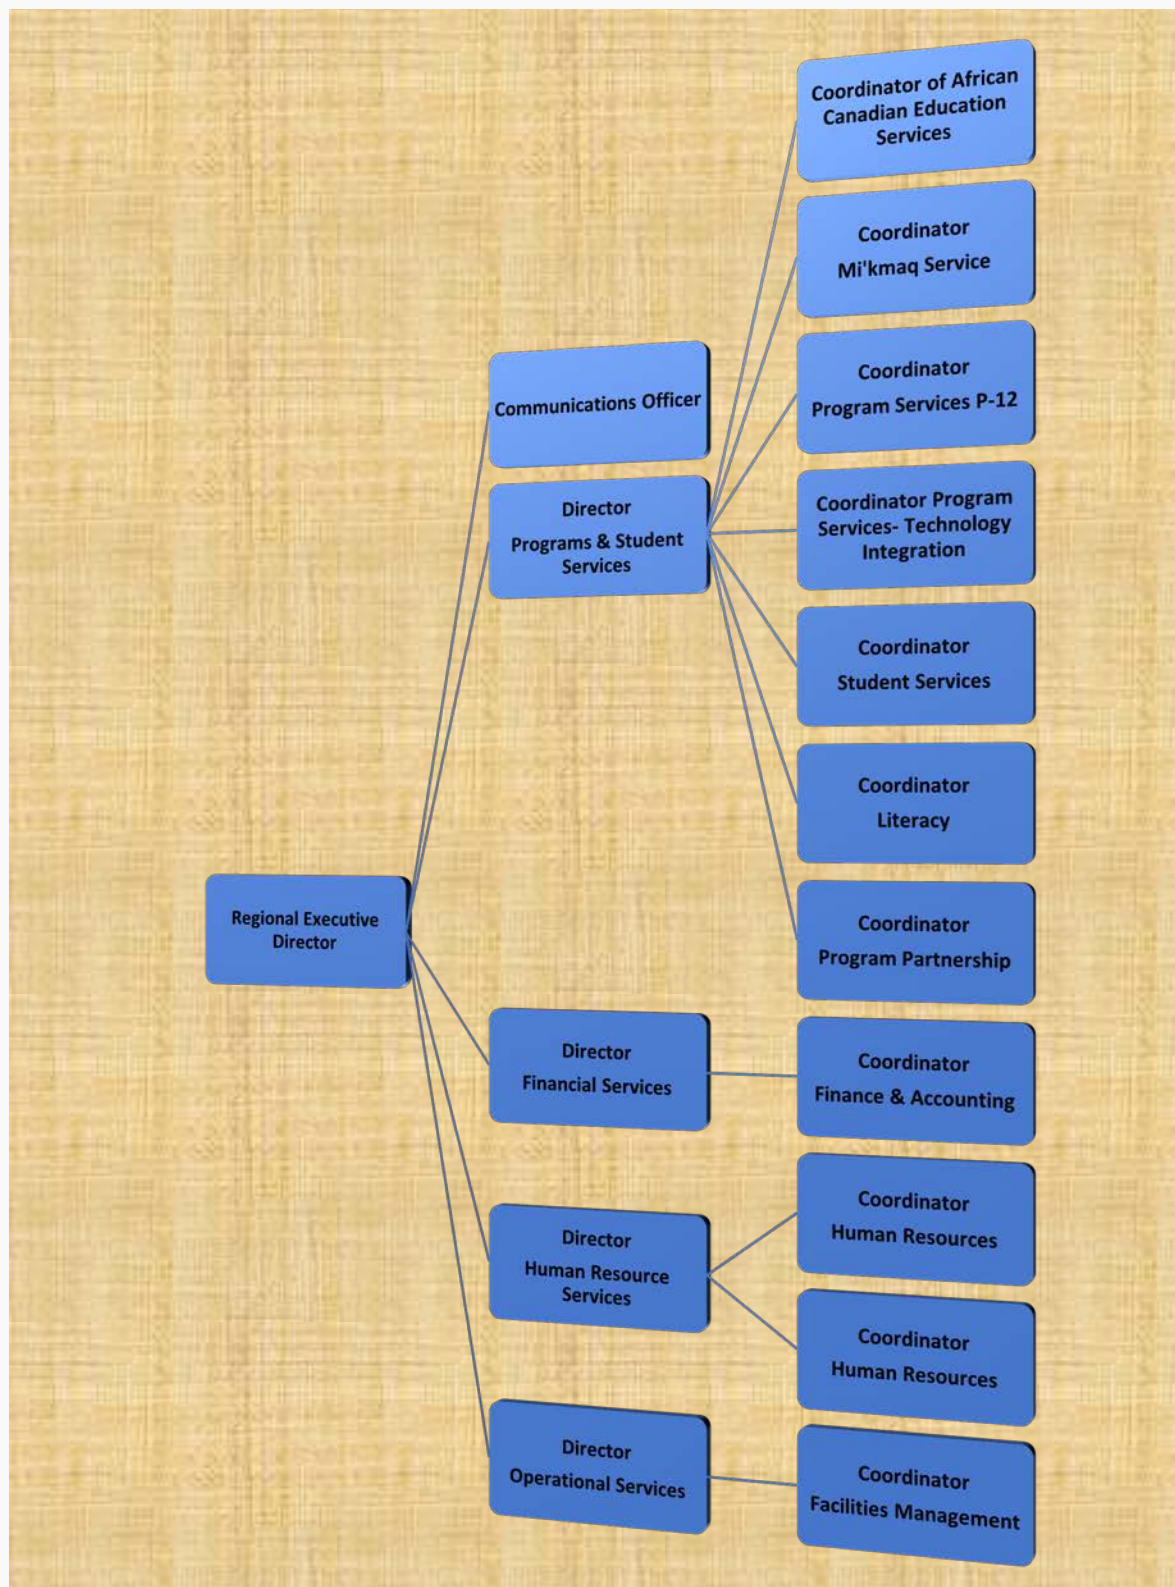 Coordinator of African
Canadian Education
Services
Coordinator
Mi'kmaq Service
Communications Officer
Coordinator
Program Services P-12
Director
Programs & Student
Services
Coordinator Program
Services- Technology
Integration
Coordinator
Student Services
Coordinator
Literacy
Regional Executive
Director
Coordinator
Program Partnership
Director
Financial Services
Coordinator
Finance & Accounting
Director
Human Resource
Services
Coordinator
Human Resources
Coordinator
Human Resources
Director
Operational Services
Coordinator
Facilities Management